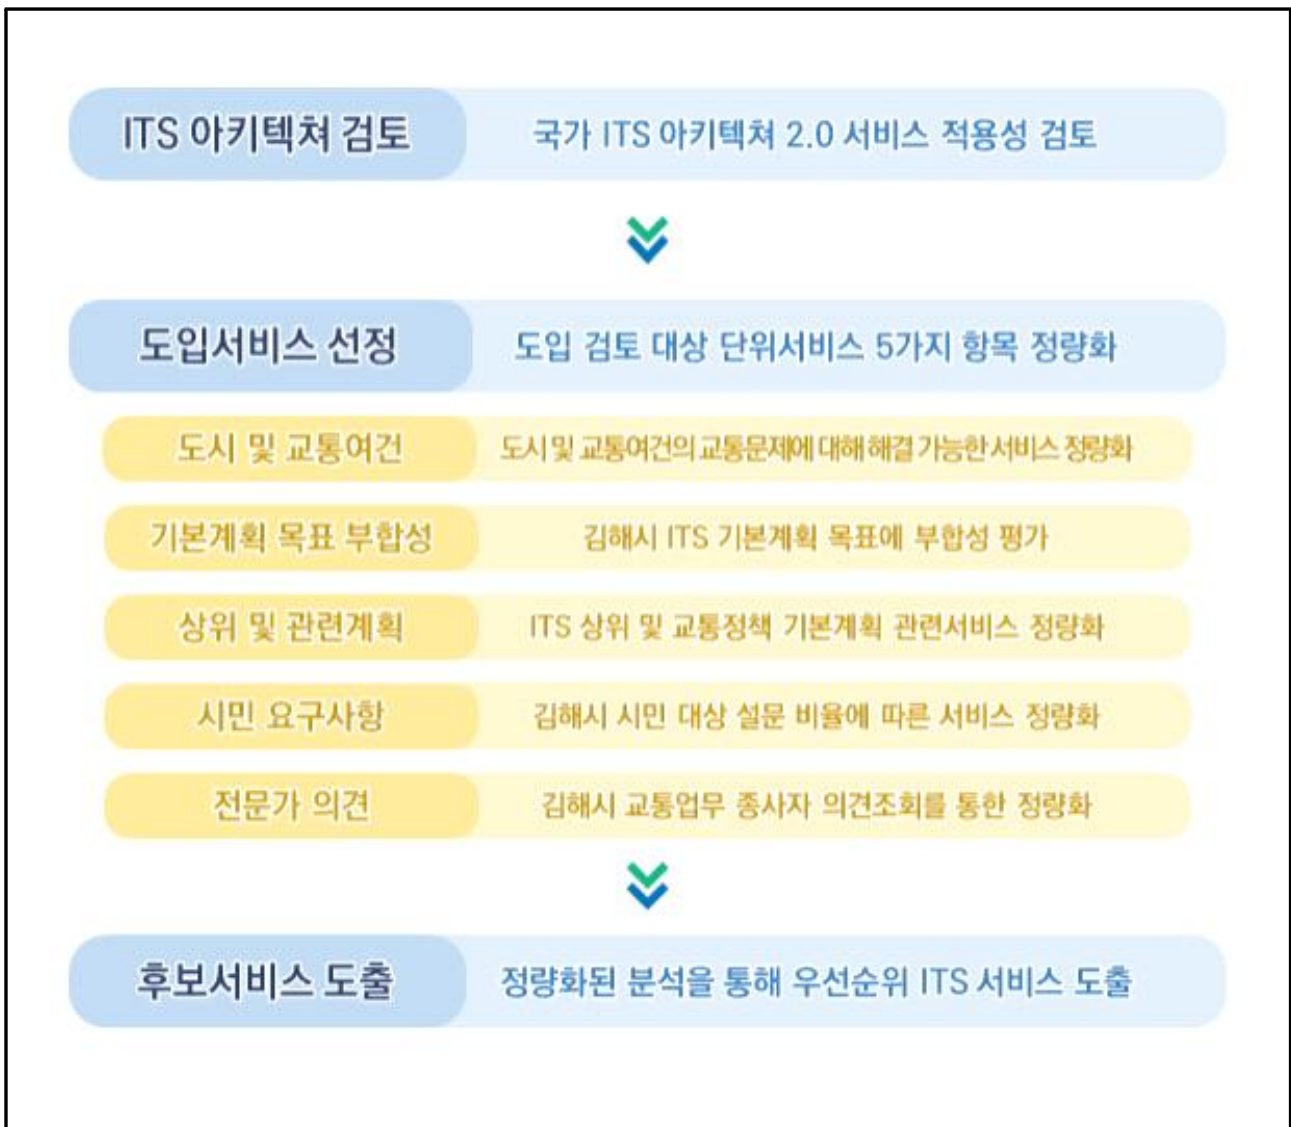 ITS 아키텍쳐 검토 국가 ITS 아키텍쳐 2.0 서비스 적용성 검토
도입서비스 선정 도입 검토 대상 단위서비스 5가지 항목 정량화
도시 및 교통여건 도시 및 교통여건의 교통문제에 대해 해결 가능한 서비스 정량화
기본계획 목표 부합성 김해시 ITS 기본계획 목표에 부합성 평가
상위 및 관련계획 ITS 상위 및 교통정책 기본계획 관련서비스 정량화
시민 요구사항 김해시 시민 대상 설문 비율에 따른 서비스 정량화
전문가 의견 김해시 교통업무 종사자 의견조회를 통한 정량화
후보서비스 도출 정량화된 분석을 통해 우선순위 ITS 서비스 도출